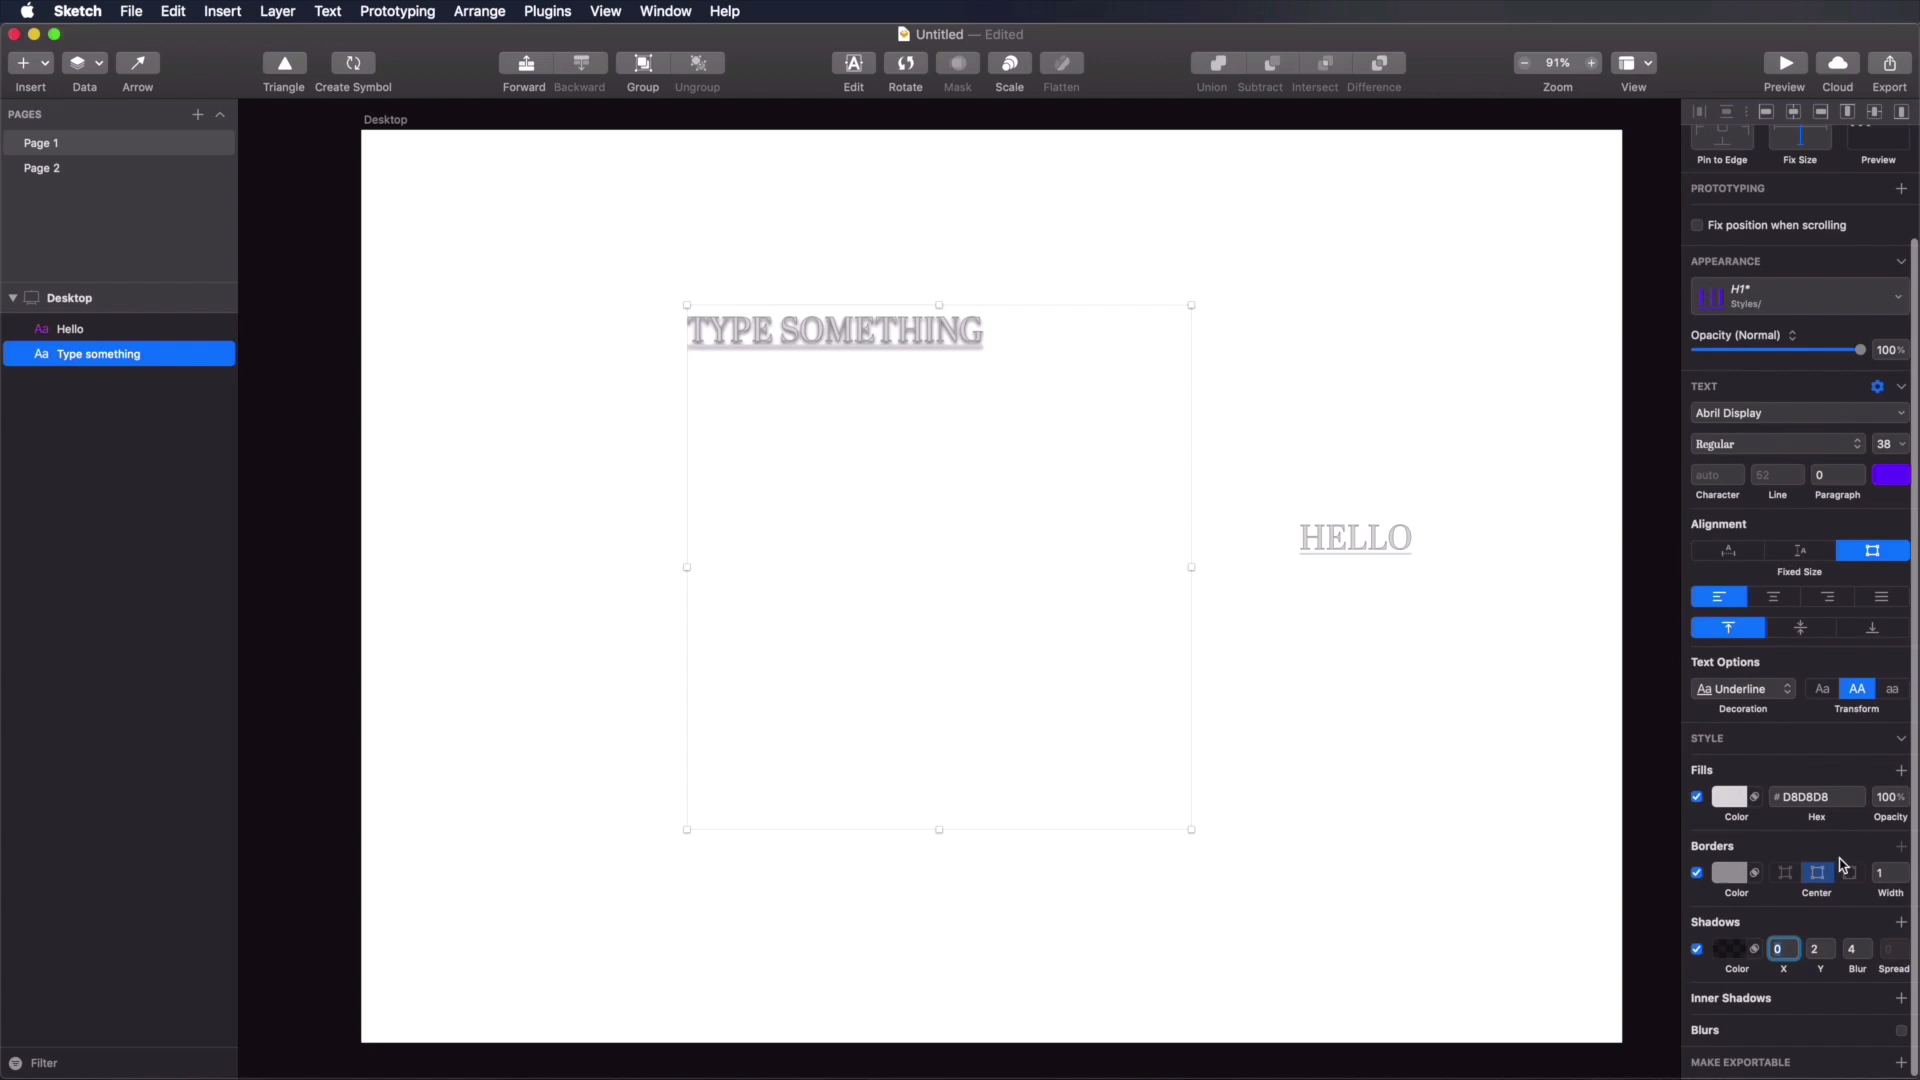 Sketch File Edit Insert Layer Text Prototyping Arrange Plugins View Window Help
Untitled — Edited
91%
Insert Data Arrow Triangle Create Symbol Forward Backward Group Ungroup Edit Rotate Mask Scale Flatten Union Subtract Intersect Difference Zoom View Preview Cloud Export
PAGES
Page 1
Page 2
Desktop
Aa Hello
Aa Type something
Filter
Desktop
TYPE SOMETHING
HELLO
Pin to Edge Fix Size Preview
PROTOTYPING
Fix position when scrolling
APPEARANCE
H1*
Styles/
Opacity (Normal)
100%
TEXT
Abril Display
Regular 38
auto 52 0
Character Line Paragraph
Alignment
Fixed Size
Text Options
Aa Underline Aa AA aa
Decoration Transform
STYLE
Fills
# D8D8D8 100%
Color Hex Opacity
Borders
1
Color Center Width
Shadows
0 2 4 0
Color X Y Blur Spread
Inner Shadows
Blurs
MAKE EXPORTABLE